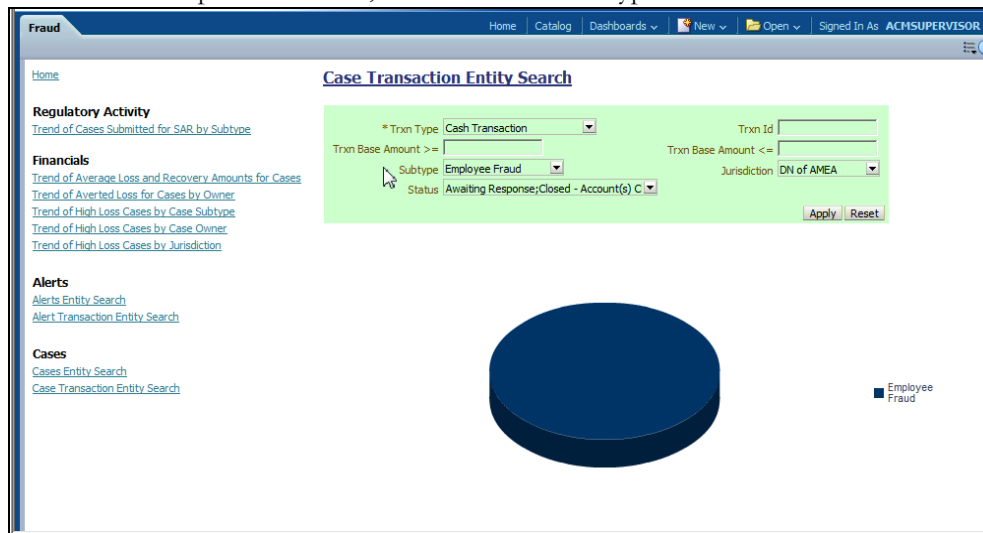 Fraud
Home Catalog Dashboards New Open Signed In As ACMSUPERVISOR
Home
Regulatory Activity
Trend of Cases Submitted for SAR by Subtype
Financials
Trend of Average Loss and Recovery Amounts for Cases
Trend of Averted Loss for Cases by Owner
Trend of High Loss Cases by Case Subtype
Trend of High Loss Cases by Case Owner
Trend of High Loss Cases by Jurisdiction
Alerts
Alerts Entity Search
Alert Transaction Entity Search
Cases
Cases Entity Search
Case Transaction Entity Search
Case Transaction Entity Search
* Trxn Type Cash Transaction Trxn Id
Trxn Base Amount >= Trxn Base Amount <=
Subtype Employee Fraud Jurisdiction DN of AMEA
Status Awaiting Response;Closed - Account(s) C
Apply Reset
Employee
Fraud